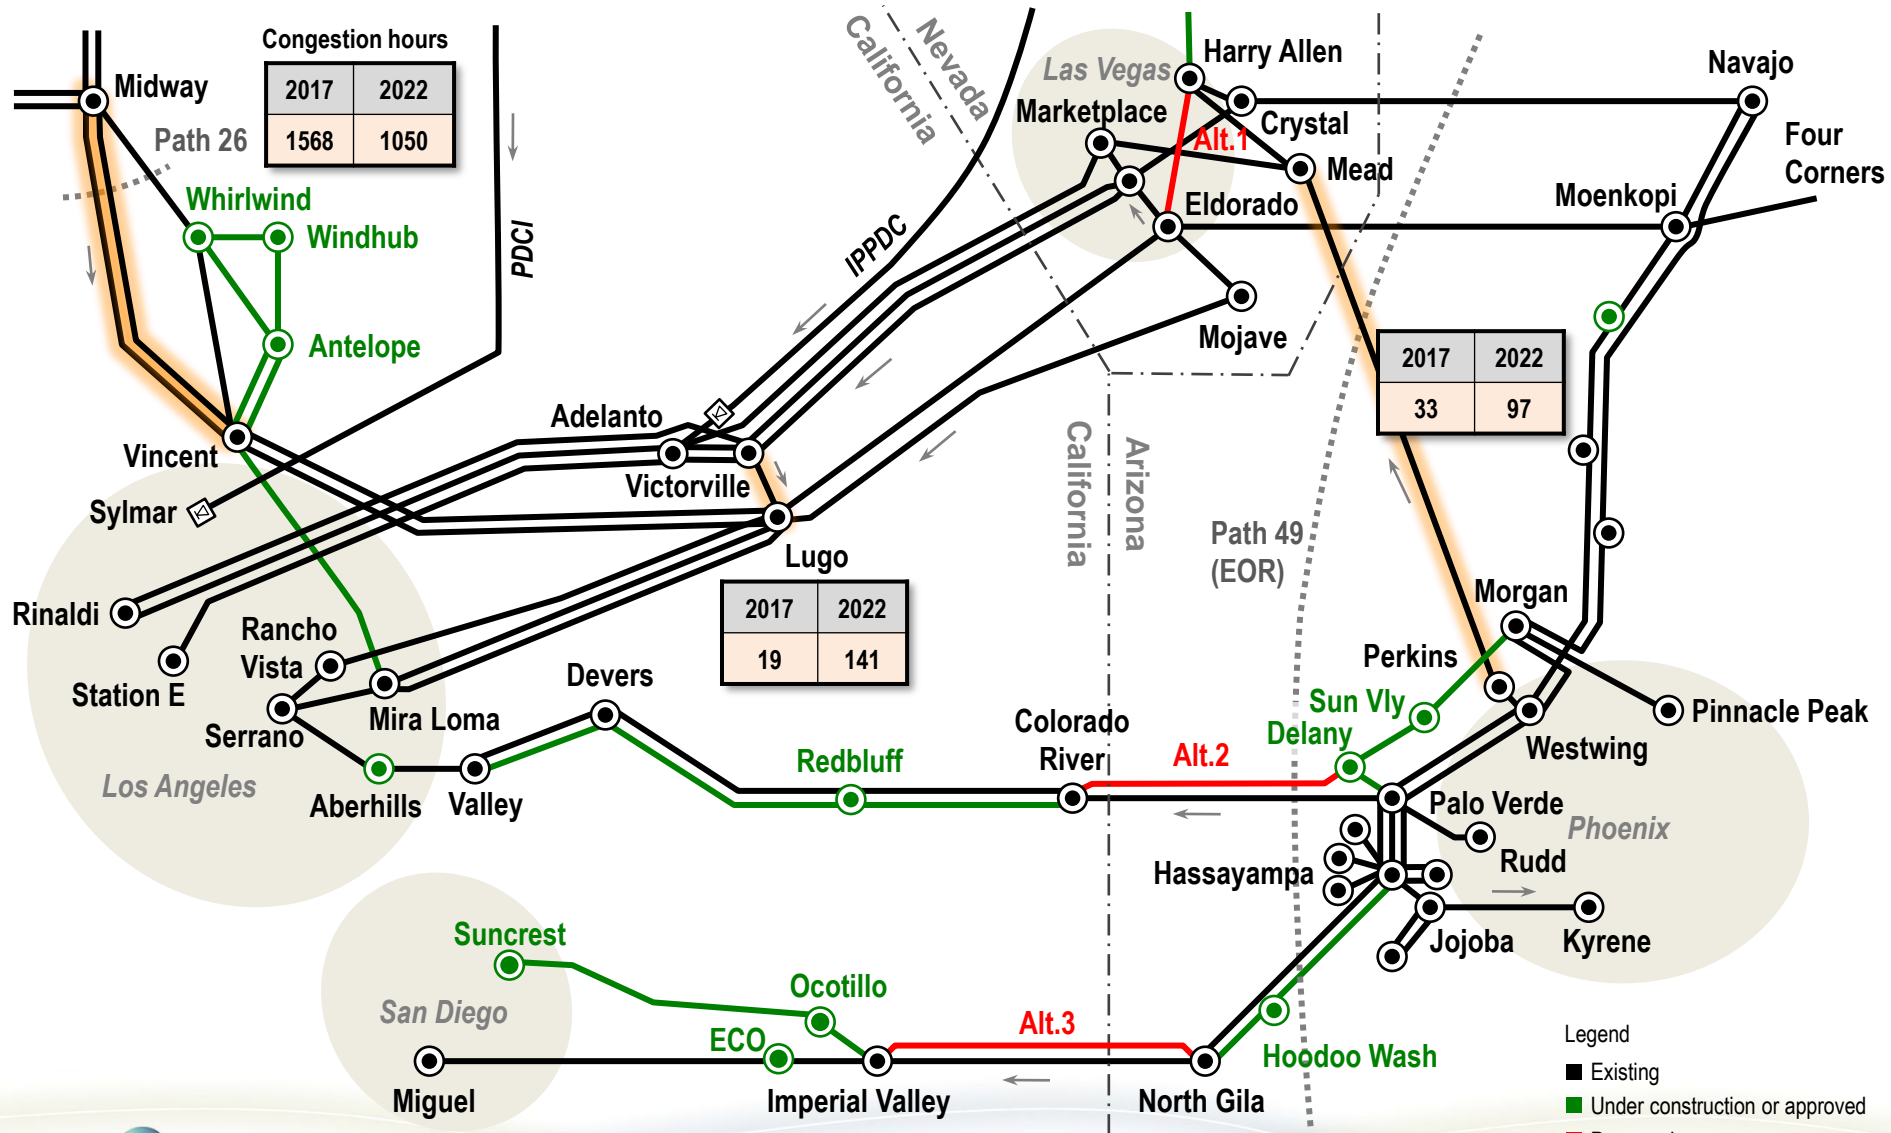 Congestion hours
2017 2022
1568 1050
Midway
Path 26
Whirlwind
Windhub
Antelope
PDCI
IPPDC
Nevada
California
Las Vegas
Harry Allen
Marketplace
Crystal
Alt.1
Mead
Eldorado
Mojave
Navajo
Four
Corners
Moenkopi
2017 2022
33 97
Adelanto
Vincent
Victorville
Sylmar
Lugo
California
Arizona
Path 49
(EOR)
2017 2022
19 141
Rinaldi
Rancho
Vista
Station E
Serrano
Mira Loma
Devers
Los Angeles
Aberhills
Valley
Redbluff
Colorado
River
Alt.2
Morgan
Perkins
Sun Vly
Delany
Pinnacle Peak
Westwing
Palo Verde
Phoenix
Rudd
Hassayampa
Jojoba
Kyrene
Suncrest
San Diego
Ocotillo
ECO
Alt.3
Hoodoo Wash
Miguel
Imperial Valley
North Gila
Legend
Existing
Under construction or approved